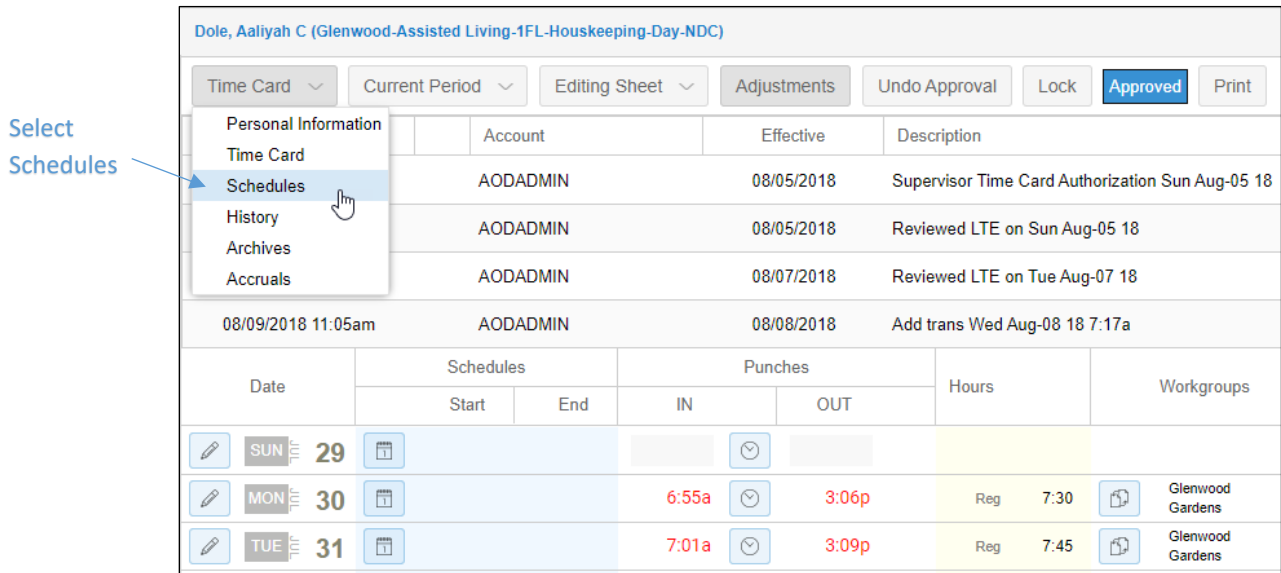 Dole, Aaliyah C (Glenwood-Assisted Living-1FL-Houskeeping-Day-NDC)
Time Card Current Period Editing Sheet Adjustments Undo Approval Lock Approved Print
Select
Schedules
Personal Information
Time Card
Schedules
History
Archives
Accruals
Account Effective Description
AODADMIN 08/05/2018 Supervisor Time Card Authorization Sun Aug-05 18
AODADMIN 08/05/2018 Reviewed LTE on Sun Aug-05 18
AODADMIN 08/07/2018 Reviewed LTE on Tue Aug-07 18
08/09/2018 11:05am AODADMIN 08/08/2018 Add trans Wed Aug-08 18 7:17a
Date Schedules Punches Hours Workgroups
Start End IN OUT
SUN JUL 29
MON JUL 30 6:55a 3:06p Reg 7:30 Glenwood
Gardens
TUE JUL 31 7:01a 3:09p Reg 7:45 Glenwood
Gardens